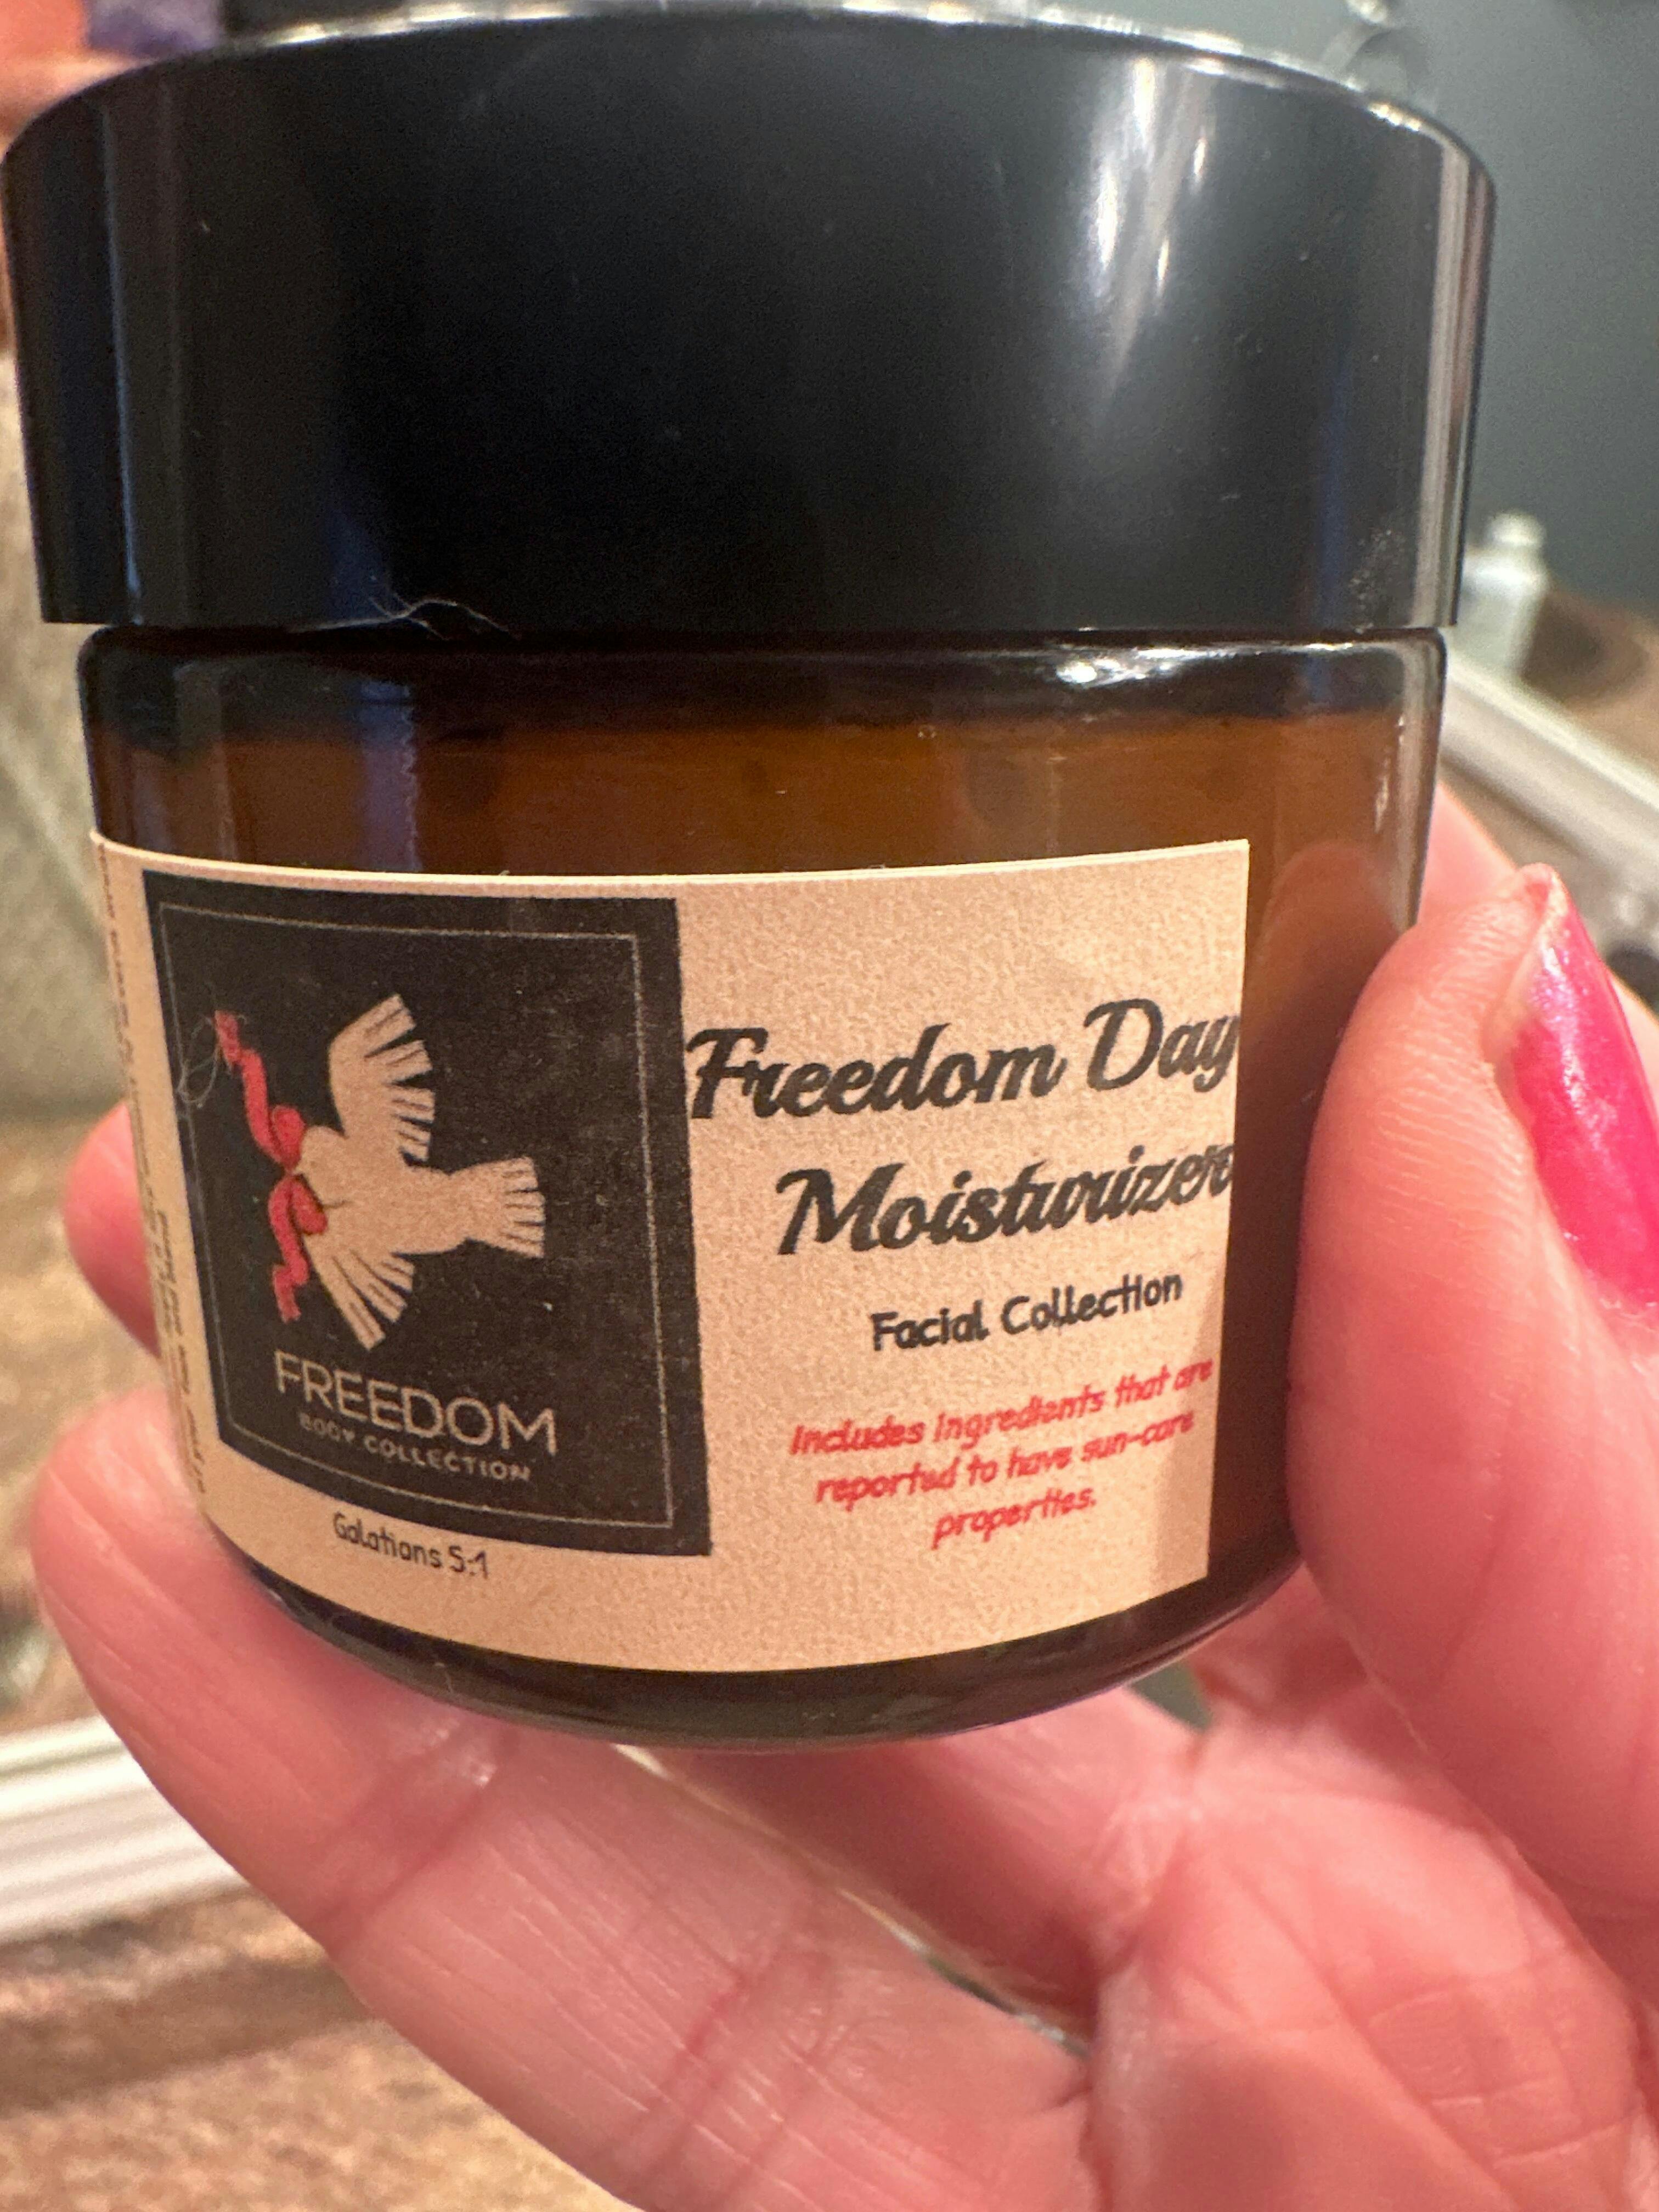 FREEDOM
BODY COLLECTION
Galations 5:1
Freedom Day
Moisturizer
Facial Collection
Includes ingredients that are
reported to have sun-care
properties.